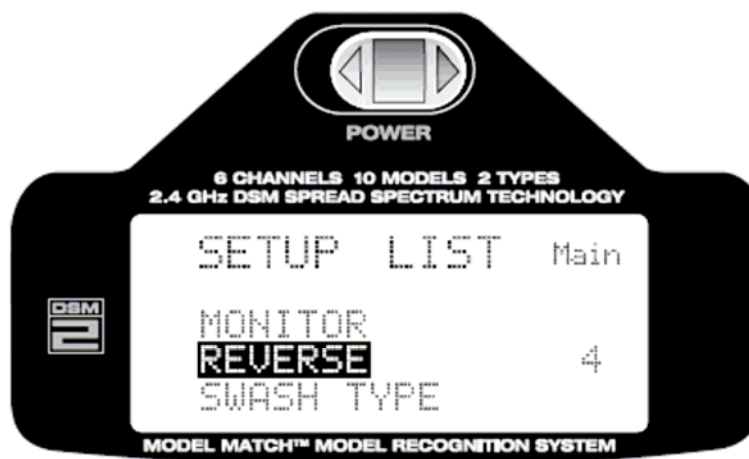 POWER
6 CHANNELS 10 MODELS 2 TYPES
2.4 GHz DSM SPREAD SPECTRUM TECHNOLOGY
SETUP LIST Main
DSM
2
MONITOR
REVERSE 4
SWASH TYPE
MODEL MATCH™ MODEL RECOGNITION SYSTEM